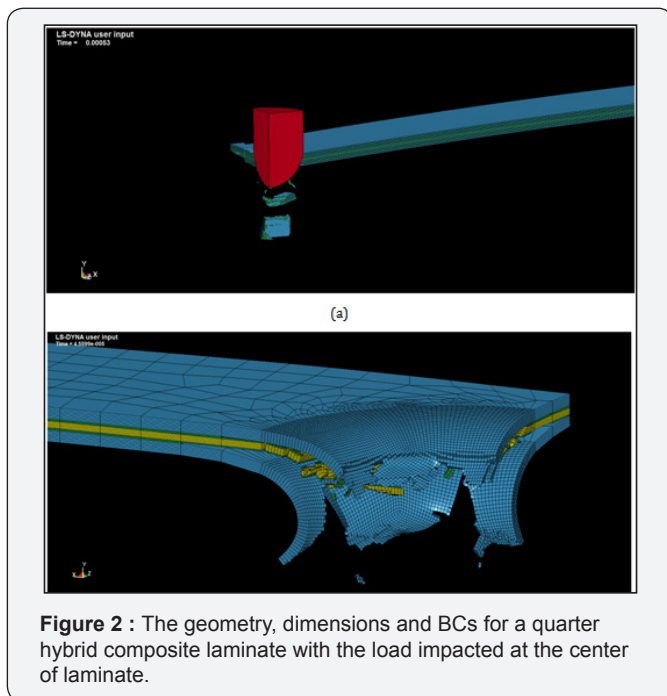 LS-DYNA user input
Time = 0.00053
Y
X
(a)
LS-DYNA user input
Y
X Z
Figure 2 : The geometry, dimensions and BCs for a quarter
hybrid composite laminate with the load impacted at the center
of laminate.